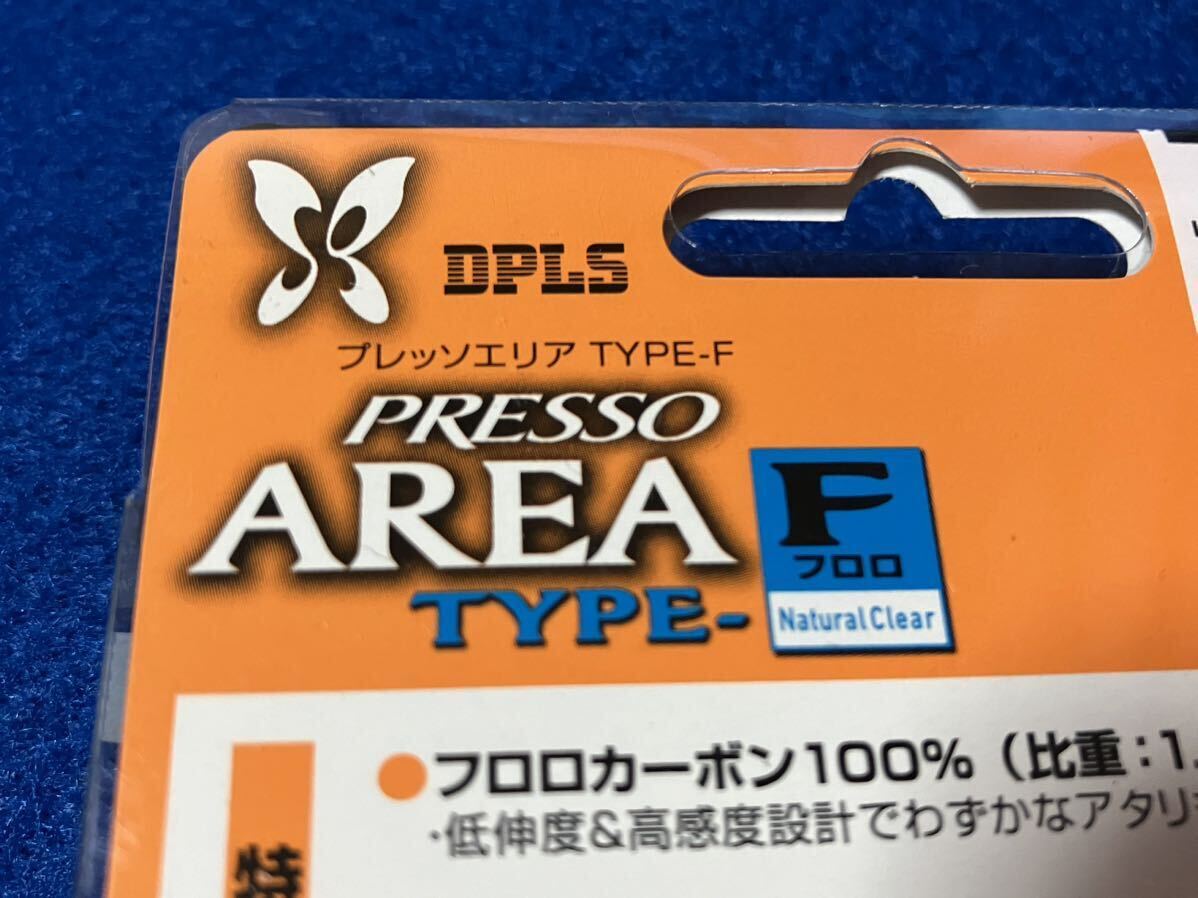 DPLS
プレッソエリア TYPE-F
PRESSO
AREA
TYPE-
F
フロロ
NaturalClear
特
●フロロカーボン100%（比重:1.
・低伸度&高感度設計でわずかなアタリ